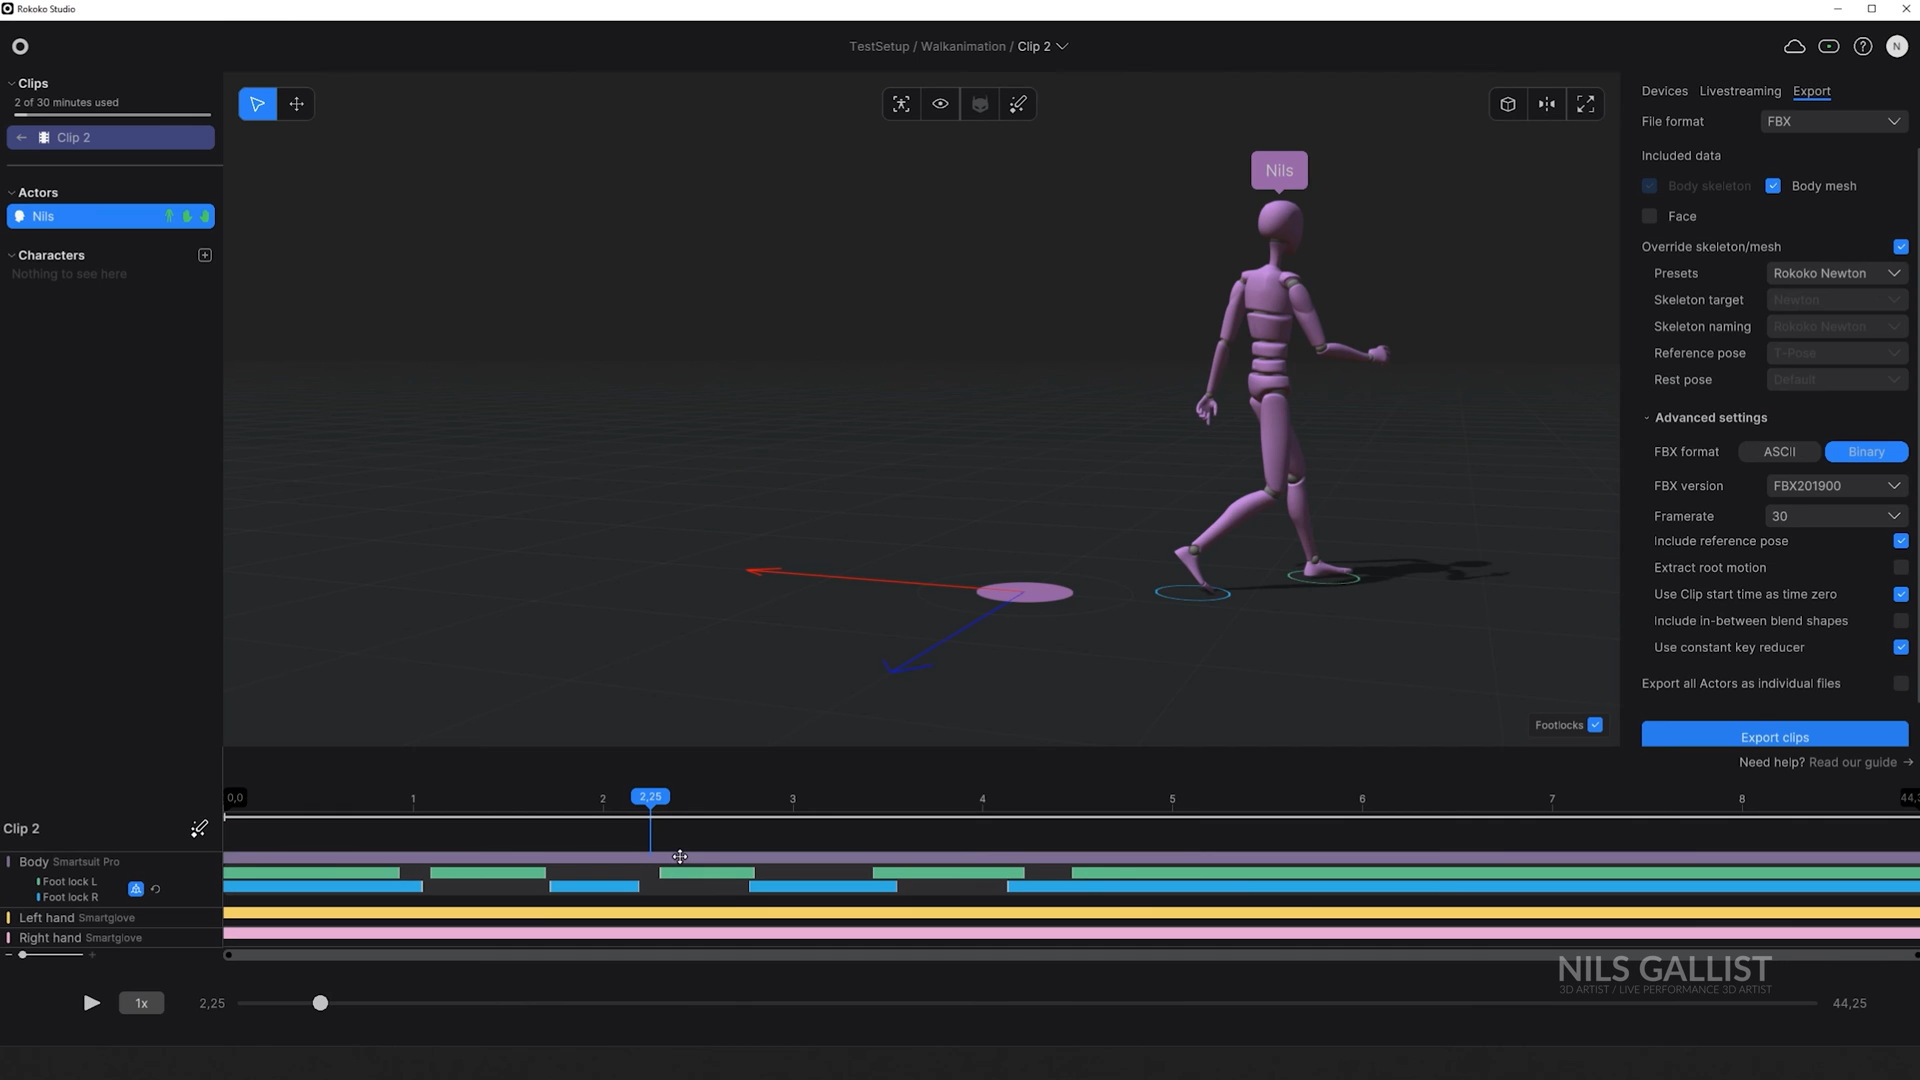 Rokoko Studio
TestSetup / Walkanimation / Clip 2
N
Clips
2 of 30 minutes used
Clip 2
Actors
Nils
Characters
Nothing to see here
Nils
Footlocks
Devices Livestreaming Export
File format FBX
Included data
Body skeleton Body mesh
Face
Override skeleton/mesh
Presets Rokoko Newton
Skeleton target Newton
Skeleton naming Rokoko Newton
Reference pose T-Pose
Rest pose Default
Advanced settings
FBX format ASCII Binary
FBX version FBX201900
Framerate 30
Include reference pose
Extract root motion
Use Clip start time as time zero
Include in-between blend shapes
Use constant key reducer
Export all Actors as individual files
Export clips
Need help? Read our guide →
0,0 1 2 2,25 3 4 5 6 7 8
Clip 2
Body Smartsuit Pro
Foot lock L
Foot lock R
Left hand Smartglove
Right hand Smartglove
NILS GALLIST
3D ARTIST / LIVE PERFORMANCE 3D ARTIST
1x 2,25 44,25